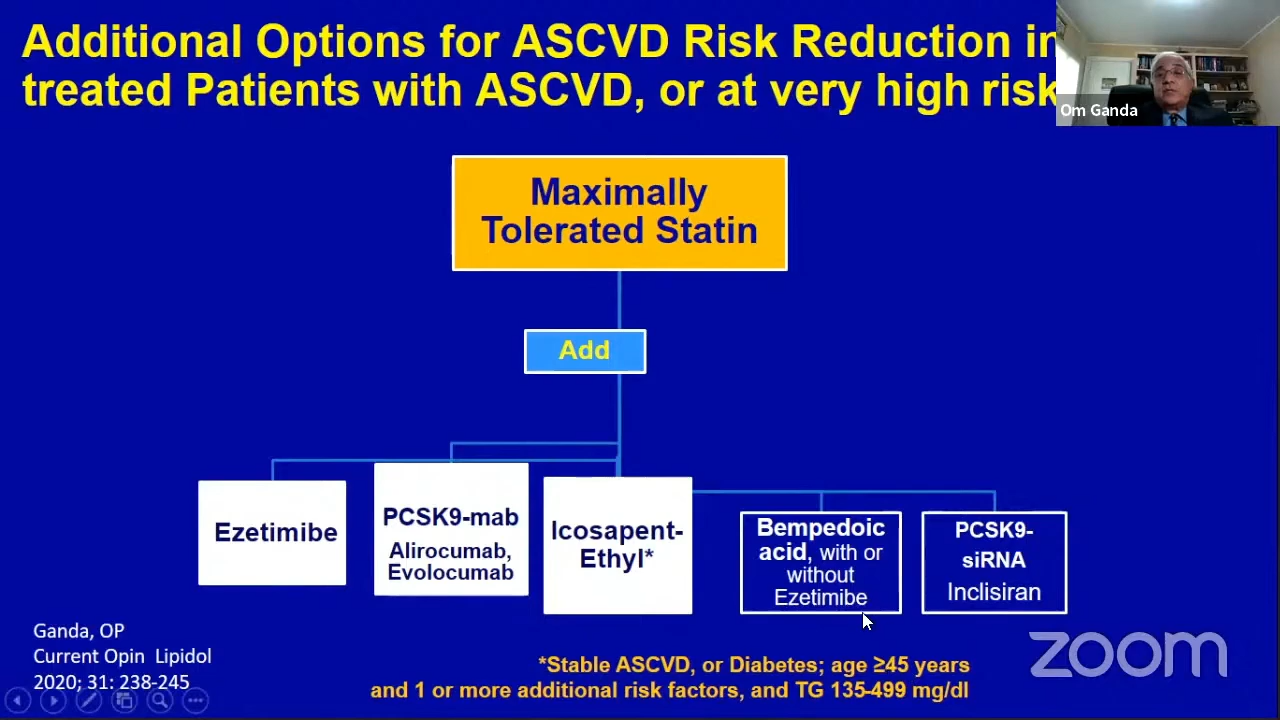 Additional Options for ASCVD Risk Reduction in
treated Patients with ASCVD, or at very high risk
Om Ganda
Maximally
Tolerated Statin
Add
Ezetimibe
PCSK9-mab
Alirocumab,
Evolocumab
Icosapent-
Ethyl*
Bempedoic
acid, with or
without
Ezetimibe
PCSK9-
siRNA
Inclisiran
Ganda, OP
Current Opin Lipidol
2020; 31: 238-245
*Stable ASCVD, or Diabetes; age ≥45 years
and 1 or more additional risk factors, and TG 135-499 mg/dl
zoom